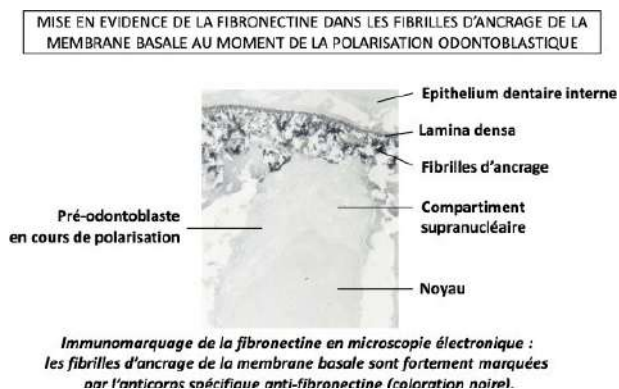 MISE EN EVIDENCE DE LA FIBRONECTINE DANS LES FIBRILLES D'ANCRAGE DE LA
MEMBRANE BASALE AU MOMENT DE LA POLARISATION ODONTOBLASTIQUE
Epithelium dentaire interne
Lamina densa
Fibrilles d'ancrage
Pré-odontoblaste
en cours de polarisation
Compartiment
supranucléaire
Noyau
Immunomarquage de la fibronectine en microscopie électronique :
les fibrilles d'ancrage de la membrane basale sont fortement marquées
par l'anticorps spécifique anti-fibronectine (coloration noire).